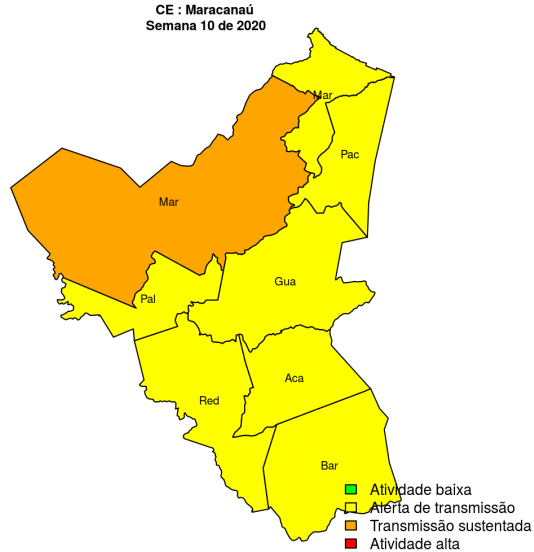 CE : Maracanaú
Semana 10 de 2020
Mar
Pac
Mar
Gua
Pal
Aca
Red
Bar
Atividade baixa
Alerta de transmissão
Transmissão sustentada
Atividade alta